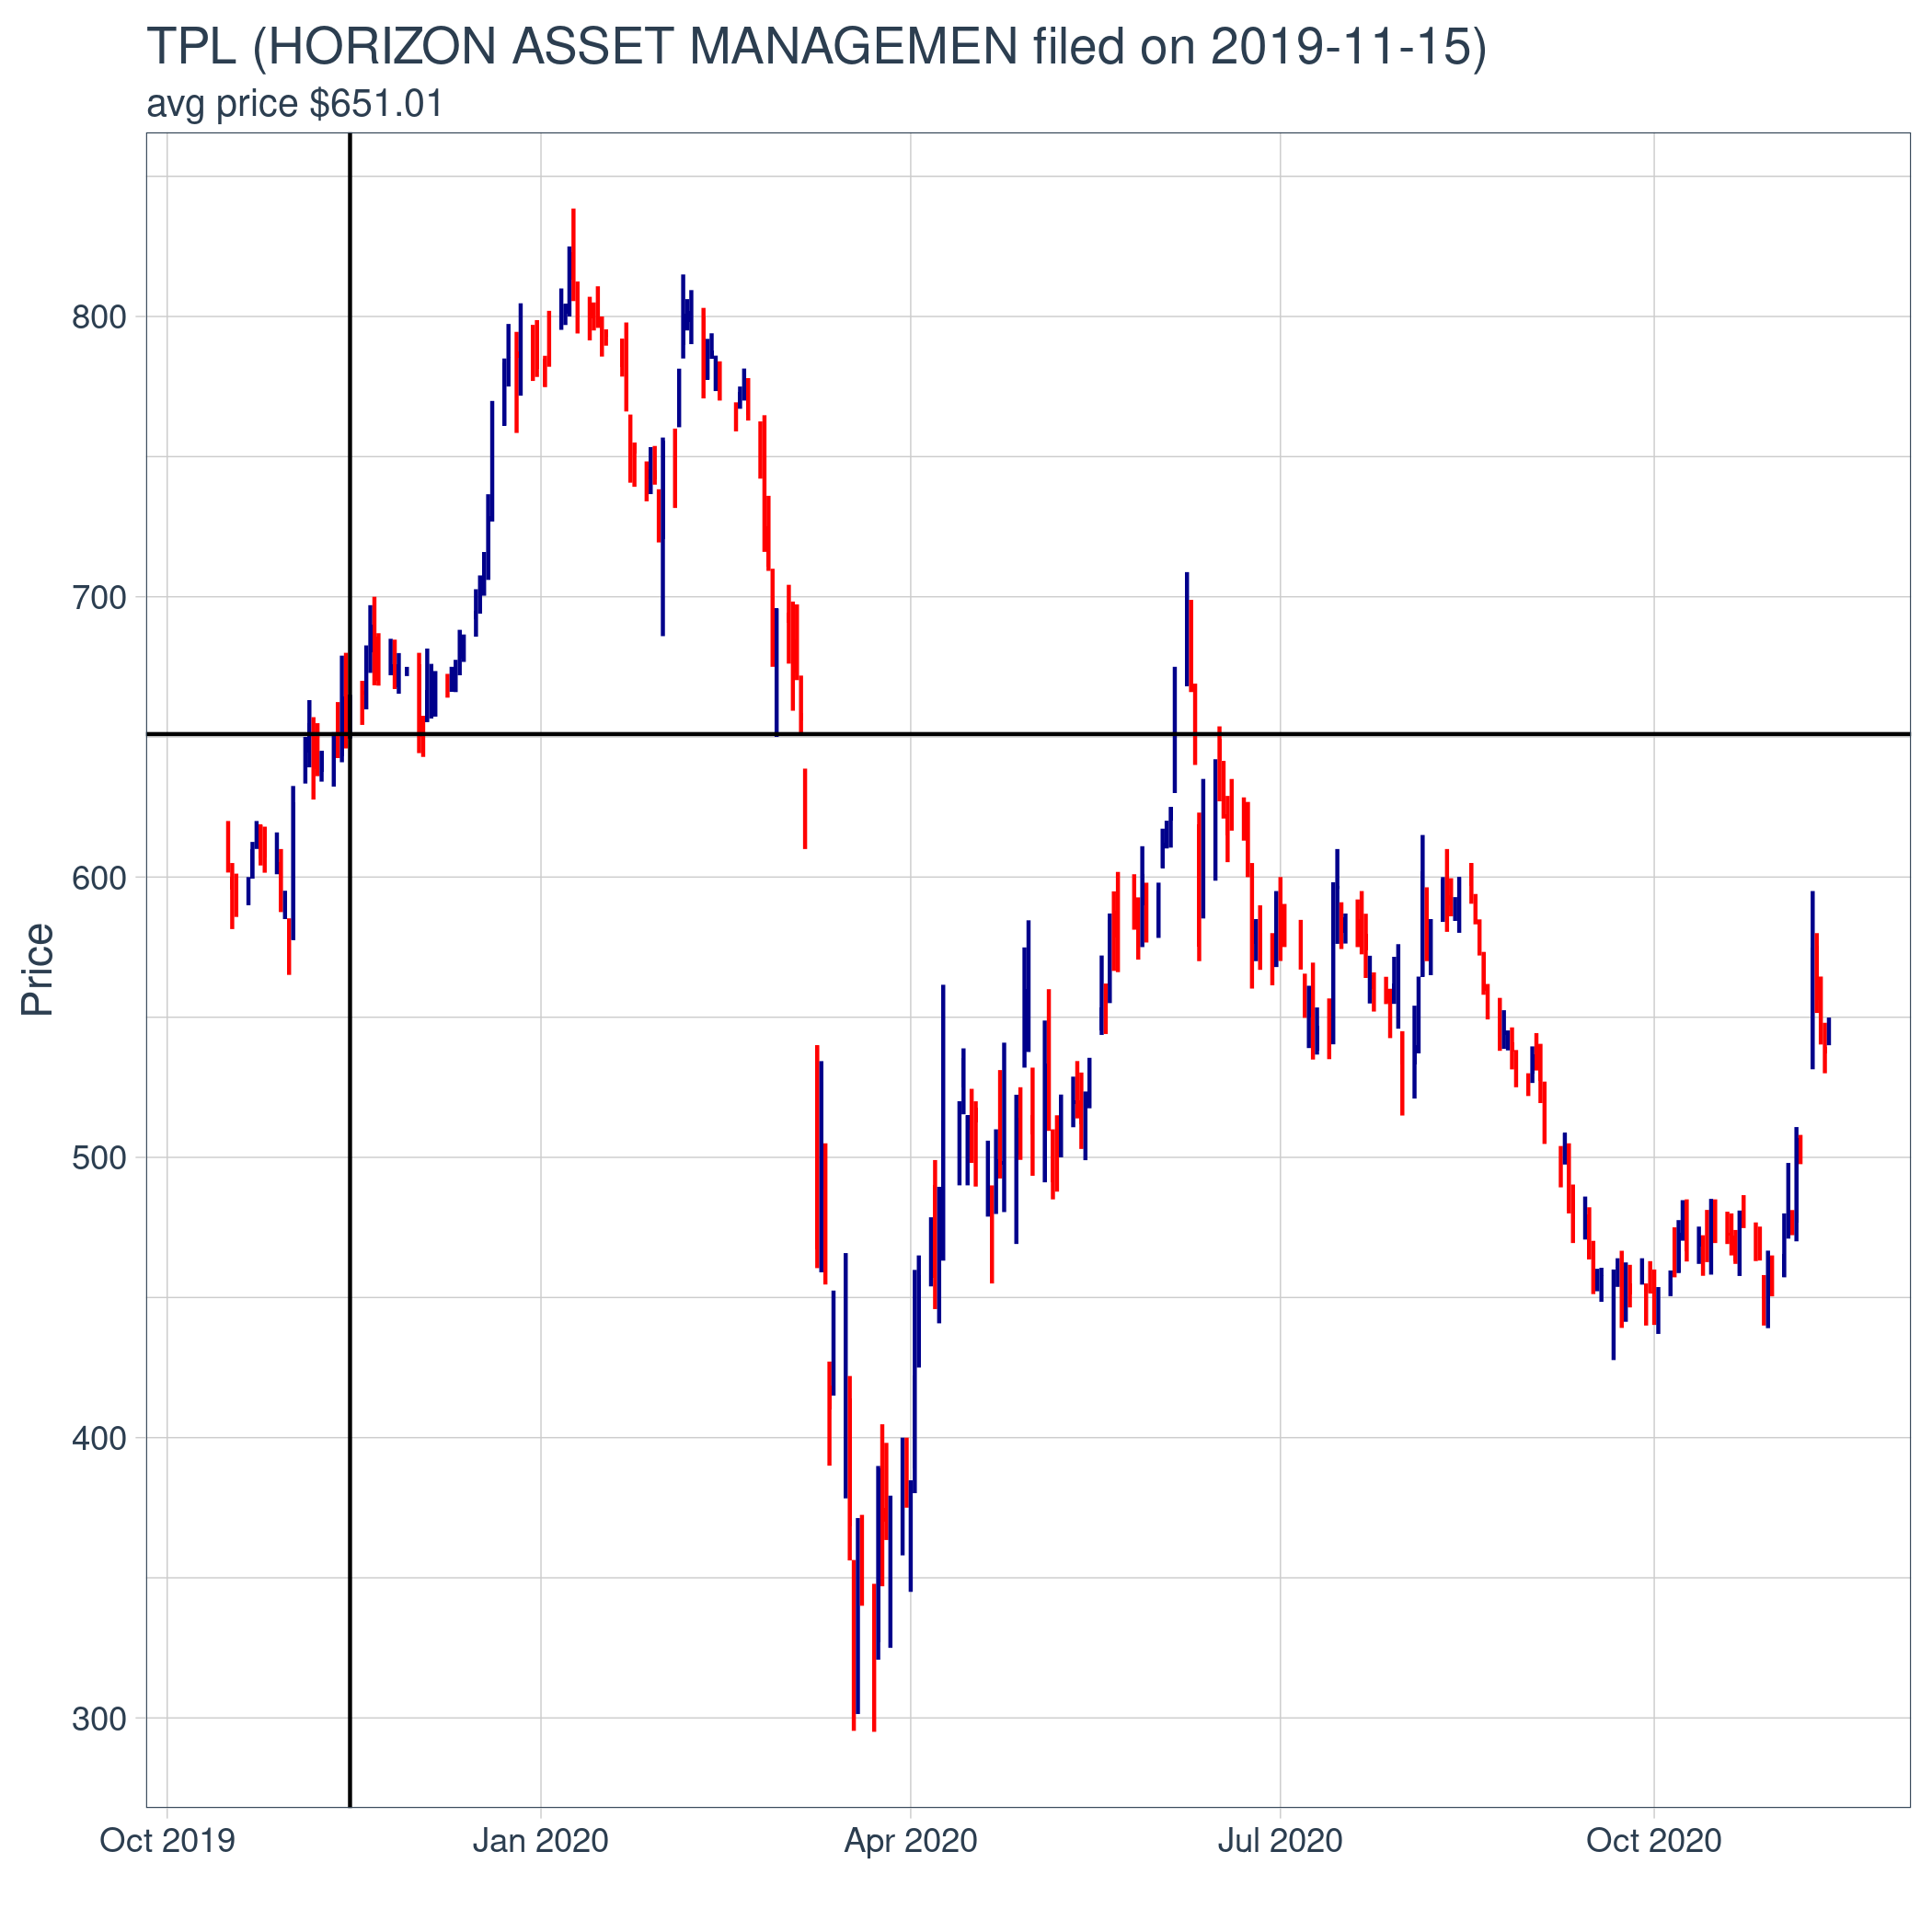 TPL (HORIZON ASSET MANAGEMEN filed on 2019-11-15)
avg price $651.01
Price
800
700
600
500
400
300
Oct 2019
Jan 2020
Apr 2020
Jul 2020
Oct 2020